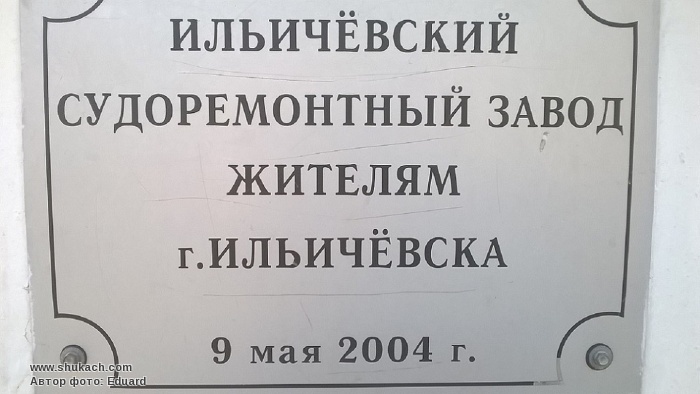 ИЛЬИЧЁВСКИЙ
СУДОРЕМОНТНЫЙ ЗАВОД
ЖИТЕЛЯМ
г.ИЛЬИЧЁВСКА
9 мая 2004 г.
www.shukach.com
Автор фото: Eduard